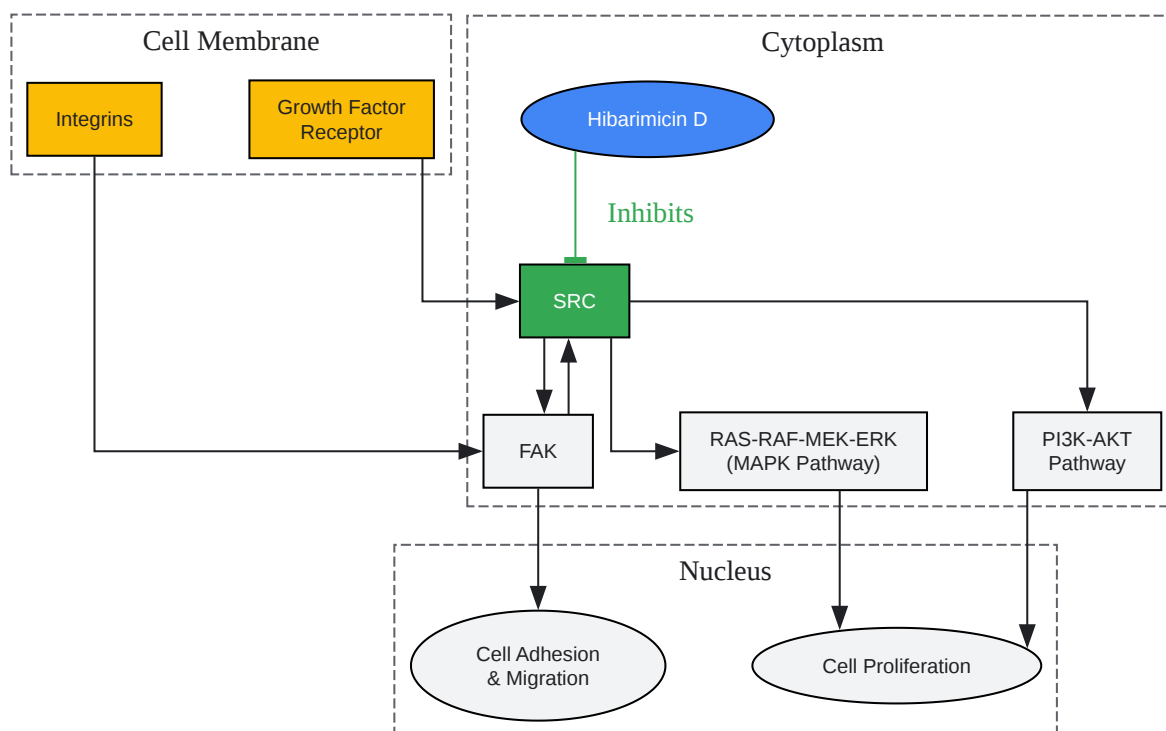 Cell Membrane
Cytoplasm
Integrins
Growth Factor
Receptor
Hibarimicin D
Inhibits
SRC
FAK
RAS-RAF-MEK-ERK
(MAPK Pathway)
PI3K-AKT
Pathway
Nucleus
Cell Adhesion
& Migration
Cell Proliferation